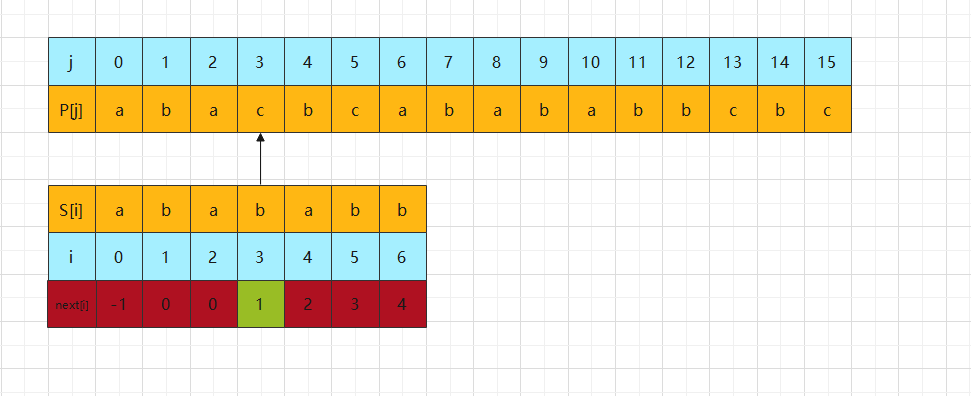 j 0 1 2 3 4 5 6 7 8 9 10 11 12 13 14 15
P[j] a b a c b c a b a b a b b c b c
S[i] a b a b a b b
i 0 1 2 3 4 5 6
next[i] -1 0 0 1 2 3 4